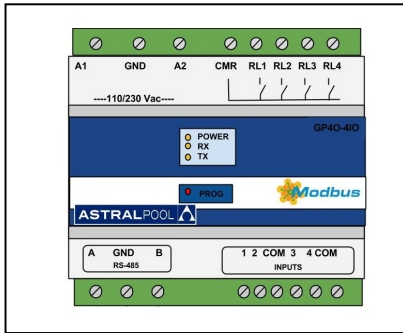 A1 GND A2 CMR RL1 RL2 RL3 RL4
----110/230 Vac----
GP4O-4IO
POWER
RX
TX
PROG
Modbus
ASTRALPOOL
A GND B
RS-485
1 2 COM 3 4 COM
INPUTS